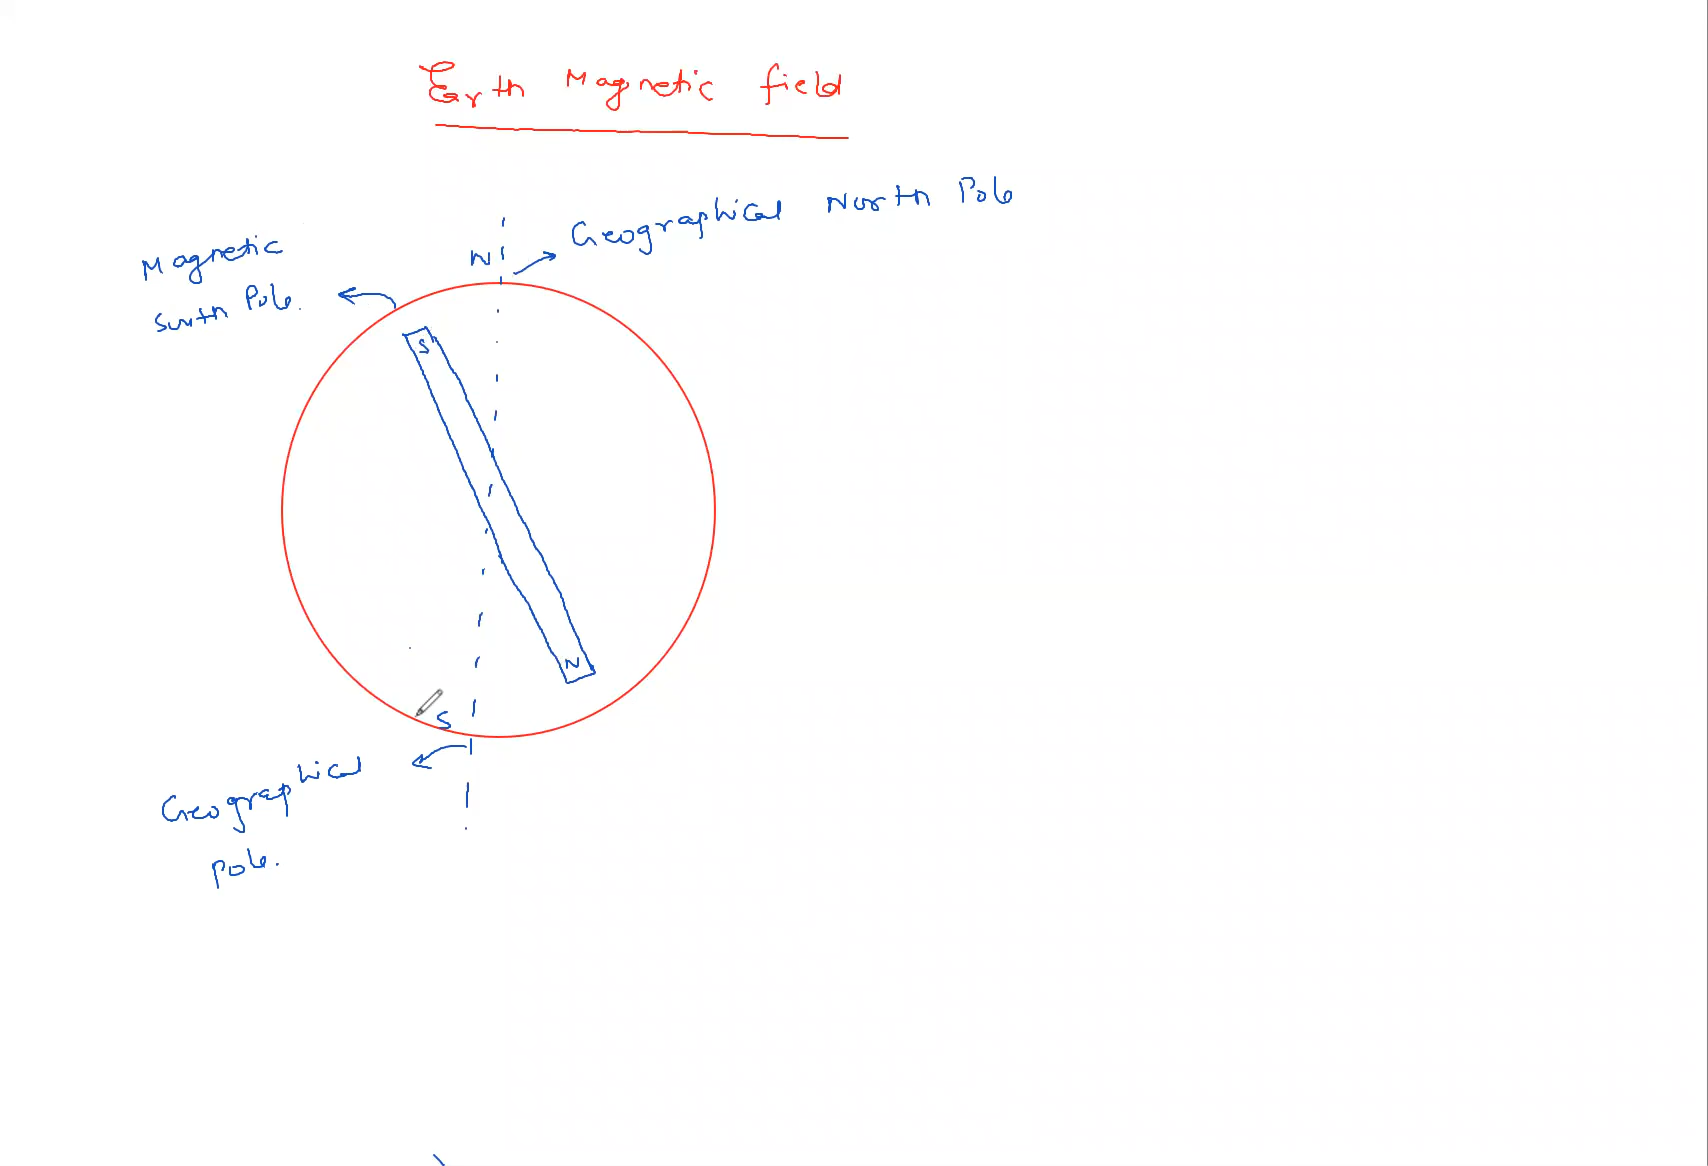 Earth Magnetic field
Geographical North Pole
N
Magnetic
South Pole.
S
N
S
Geographical
Pole.